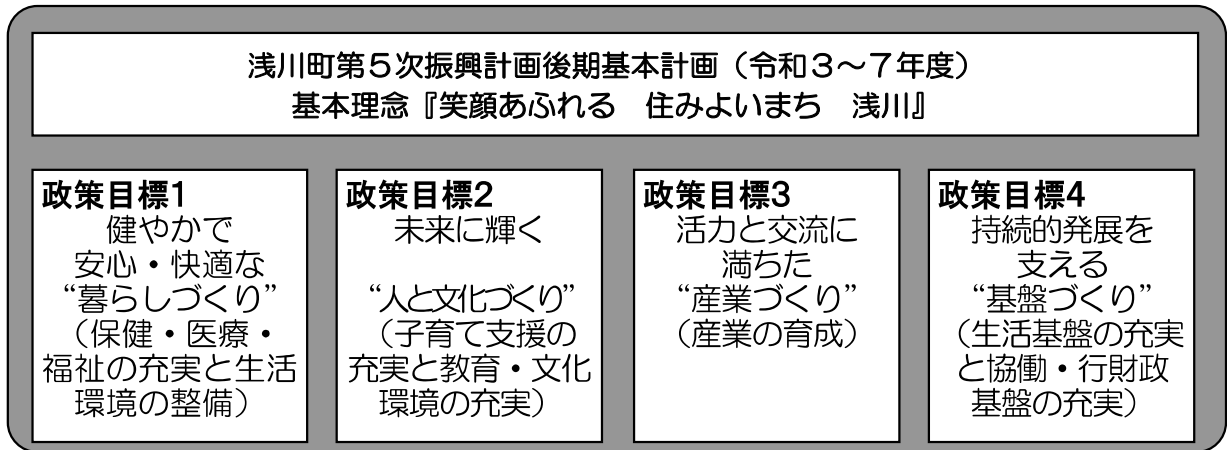 浅川町第５次振興計画後期基本計画（令和３～７年度）
基本理念『笑顔あふれる　住みよいまち　浅川』
政策目標1
健やかで
安心・快適な
“暮らしづくり”
（保健・医療・
福祉の充実と生活
環境の整備）
政策目標2
未来に輝く
“人と文化づくり”
（子育て支援の
充実と教育・文化
環境の充実）
政策目標3
活力と交流に
満ちた
“産業づくり”
（産業の育成）
政策目標4
持続的発展を
支える
“基盤づくり”
（生活基盤の充実
と協働・行財政
基盤の充実）